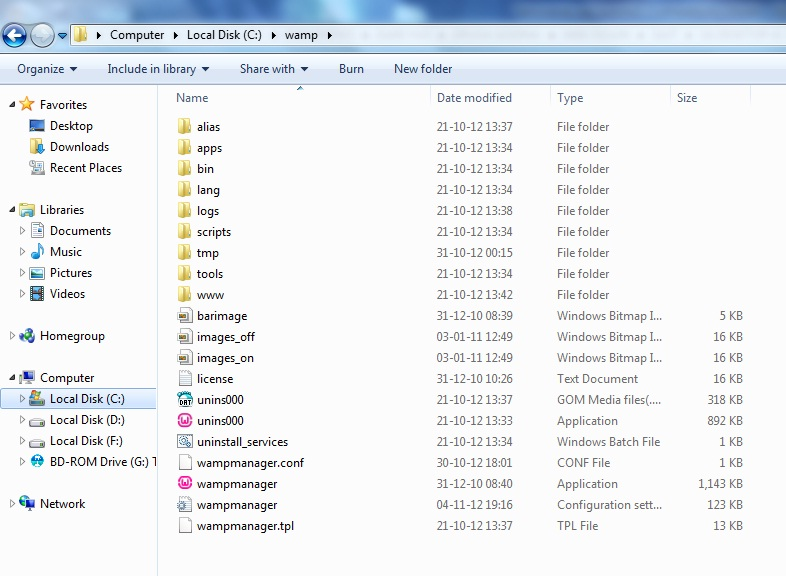 Computer Local Disk (C:) wamp
Organize Include in library Share with Burn New folder
Favorites
Desktop
Downloads
Recent Places
Libraries
Documents
Music
Pictures
Videos
Homegroup
Computer
Local Disk (C:)
Local Disk (D:)
Local Disk (F:)
BD-ROM Drive (G:) T
Network
Name Date modified Type Size
alias 21-10-12 13:37 File folder
apps 21-10-12 13:34 File folder
bin 21-10-12 13:34 File folder
lang 21-10-12 13:34 File folder
logs 21-10-12 13:38 File folder
scripts 21-10-12 13:34 File folder
tmp 31-10-12 00:15 File folder
tools 21-10-12 13:34 File folder
www 21-10-12 13:42 File folder
barimage 31-12-10 08:39 Windows Bitmap I... 5 KB
images_off 03-01-11 12:49 Windows Bitmap I... 16 KB
images_on 03-01-11 12:49 Windows Bitmap I... 16 KB
license 31-12-10 10:26 Text Document 16 KB
unins000 21-10-12 13:37 GOM Media files(.... 318 KB
unins000 21-10-12 13:33 Application 892 KB
uninstall_services 21-10-12 13:34 Windows Batch File 1 KB
wampmanager.conf 30-10-12 18:01 CONF File 1 KB
wampmanager 31-12-10 08:40 Application 1,143 KB
wampmanager 04-11-12 19:16 Configuration sett... 123 KB
wampmanager.tpl 21-10-12 13:37 TPL File 13 KB